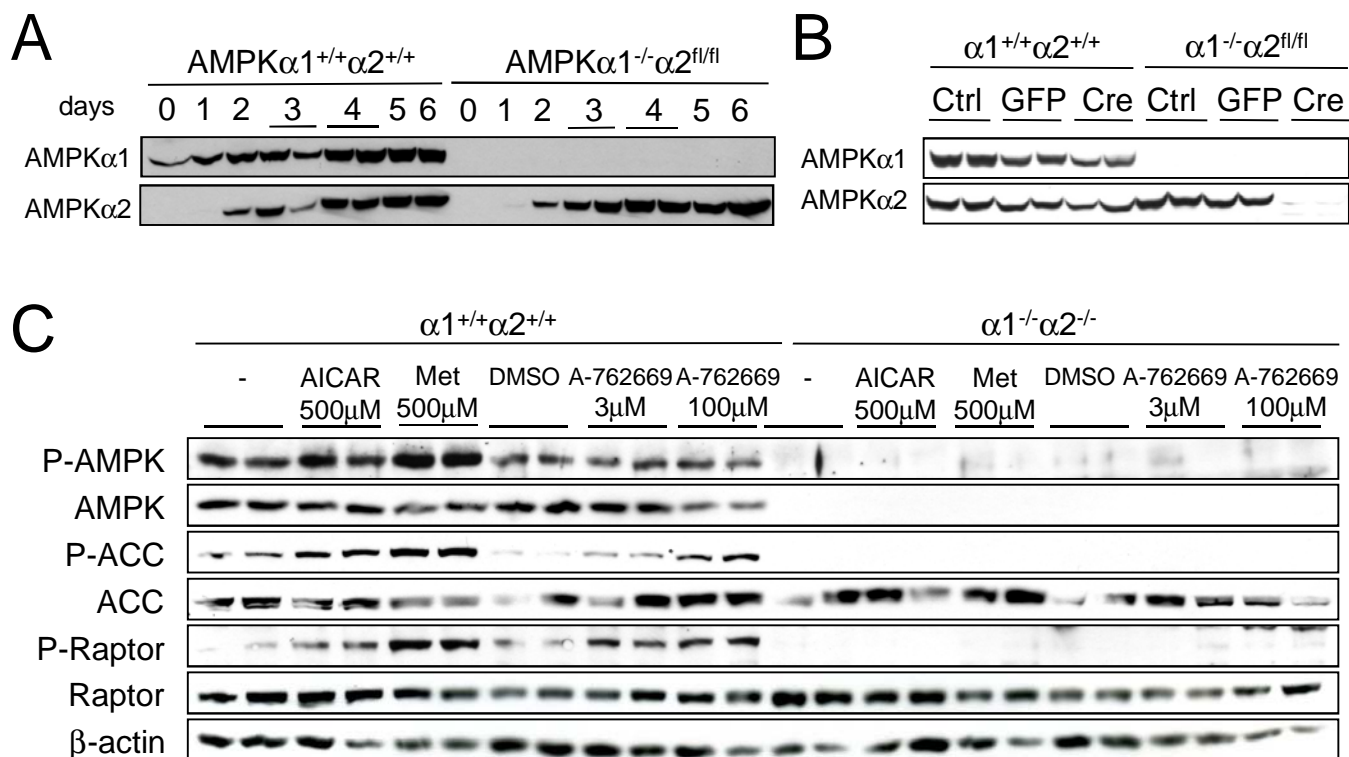 A
AMPKα1+/+α2+/+ AMPKα1-/-α2fl/fl
days 0 1 2 3 4 5 6 0 1 2 3 4 5 6
AMPKα1
AMPKα2
B
α1+/+α2+/+ α1-/-α2fl/fl
Ctrl GFP Cre Ctrl GFP Cre
AMPKα1
AMPKα2
C
α1+/+α2+/+ α1-/-α2-/-
- AICAR Met DMSO A-762669 A-762669 - AICAR Met DMSO A-762669 A-762669
500μM 500μM 3μM 100μM 500μM 500μM 3μM 100μM
P-AMPK
AMPK
P-ACC
ACC
P-Raptor
Raptor
β-actin